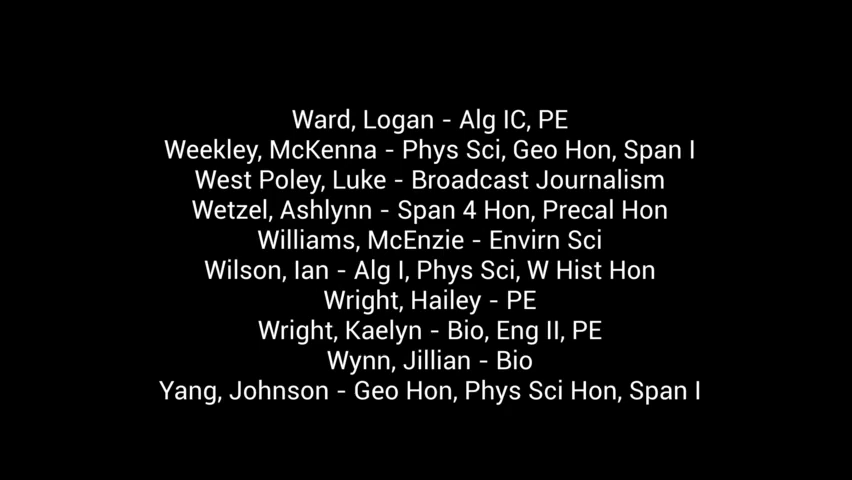 Ward, Logan - Alg IC, PE
Weekley, McKenna - Phys Sci, Geo Hon, Span I
West Poley, Luke - Broadcast Journalism
Wetzel, Ashlynn - Span 4 Hon, Precal Hon
Williams, McEnzie - Envirn Sci
Wilson, Ian - Alg I, Phys Sci, W Hist Hon
Wright, Hailey - PE
Wright, Kaelyn - Bio, Eng II, PE
Wynn, Jillian - Bio
Yang, Johnson - Geo Hon, Phys Sci Hon, Span I